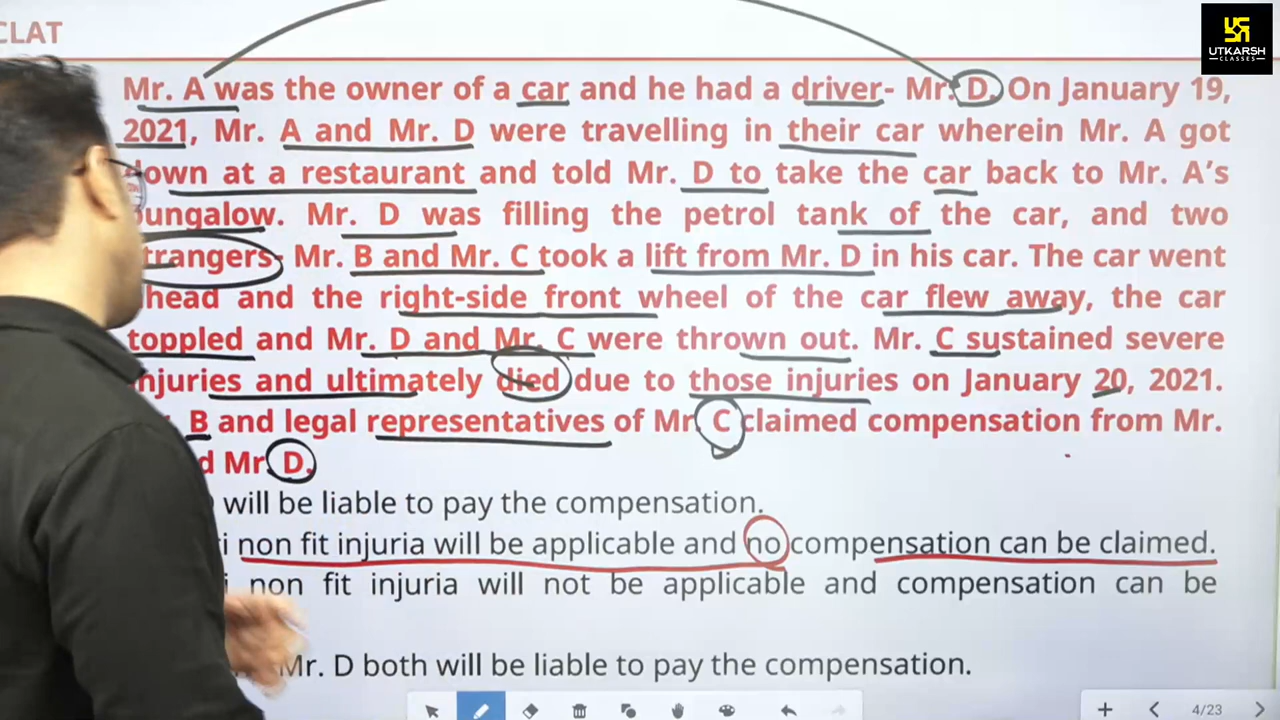 CLAT
UTKARSH
CLASSES
Mr. A was the owner of a car and he had a driver- Mr. D. On January 19,
2021, Mr. A and Mr. D were travelling in their car wherein Mr. A got
down at a restaurant and told Mr. D to take the car back to Mr. A's
bungalow. Mr. D was filling the petrol tank of the car, and two
strangers- Mr. B and Mr. C took a lift from Mr. D in his car. The car went
ahead and the right-side front wheel of the car flew away, the car
toppled and Mr. D and Mr. C were thrown out. Mr. C sustained severe
injuries and ultimately died due to those injuries on January 20, 2021.
B and legal representatives of Mr. C claimed compensation from Mr.
Mr. D.
will be liable to pay the compensation.
non fit injuria will be applicable and no compensation can be claimed.
non fit injuria will not be applicable and compensation can be
Mr. D both will be liable to pay the compensation.
4/23